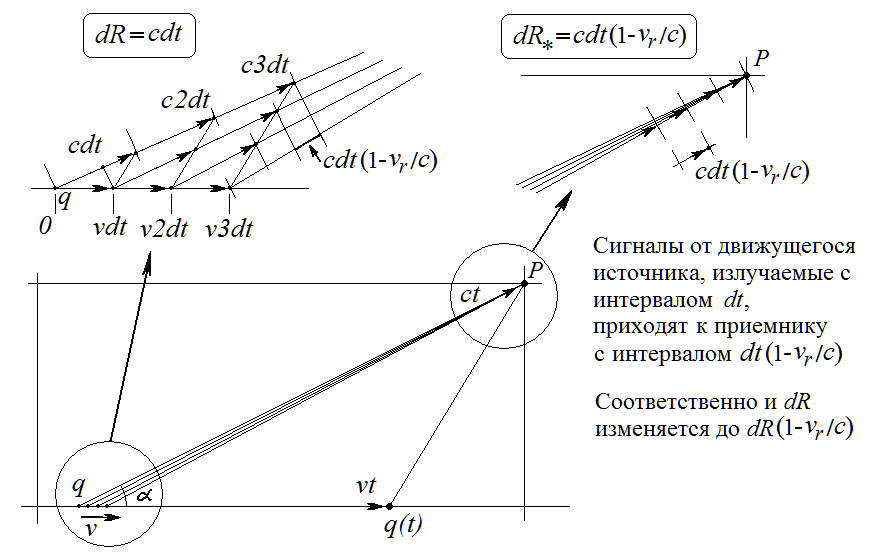 dR=cdt
dR*=cdt(1-vr/c)
P
c3dt
c2dt
cdt
cdt(1-vr/c)
cdt(1-vr/c)
q
0
vdt
v2dt
v3dt
Сигналы от движущегося
источника, излучаемые с
интервалом dt,
приходят к приемнику
с интервалом dt(1-vr/c)
Соответственно и dR
изменяется до dR(1-vr/c)
P
ct
q
α
vt
v
q(t)